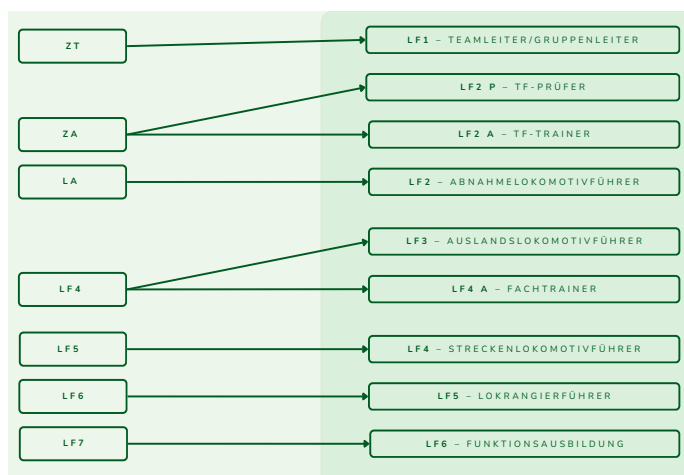 ZT
LF1 – TEAMLEITER/GRUPPENLEITER
LF2 P – TF-PRÜFER
ZA
LF2 A – TF-TRAINER
LA
LF2 – ABNAHMELOKOMOTIVFÜHRER
LF3 – AUSLANDSLOKOMOTIVFÜHRER
LF4
LF4 A – FACHTRAINER
LF5
LF4 – STRECKENLOKOMOTIVFÜHRER
LF6
LF5 – LOKRANGIERFÜHRER
LF7
LF6 – FUNKTIONSAUSBILDUNG